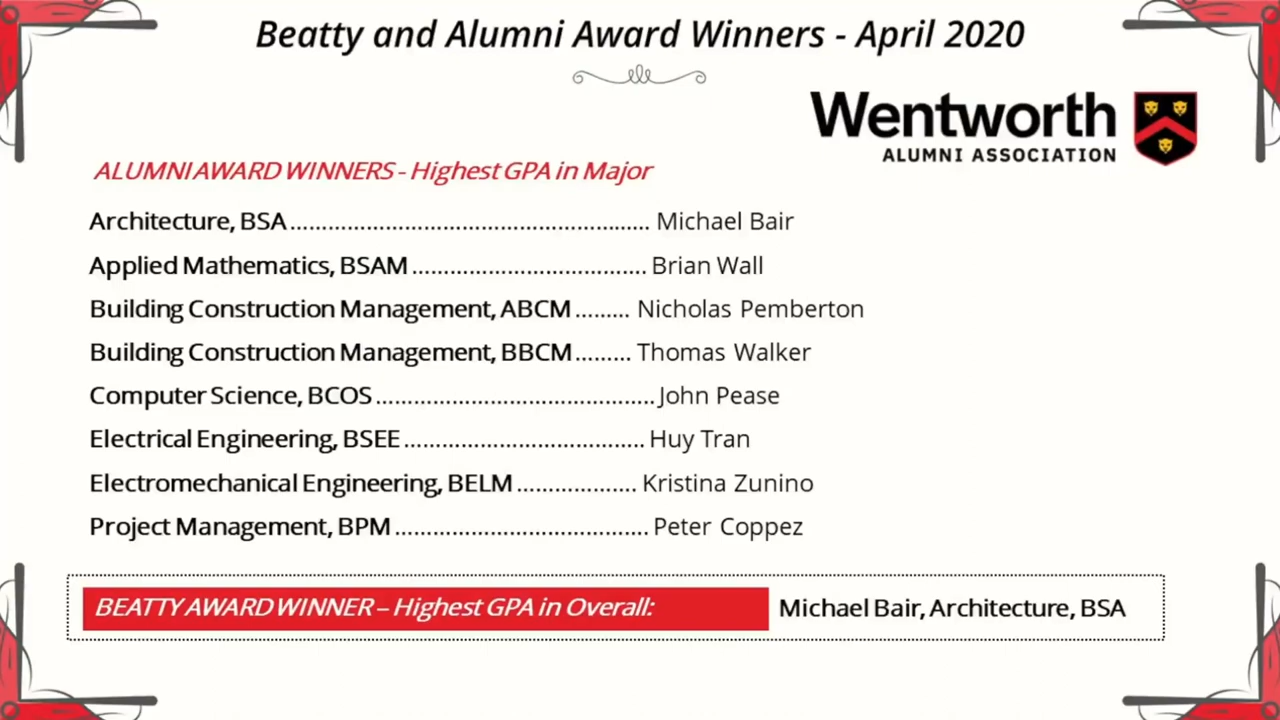 Beatty and Alumni Award Winners - April 2020
Wentworth
ALUMNI ASSOCIATION
ALUMNI AWARD WINNERS - Highest GPA in Major
Architecture, BSA........................................................ Michael Bair
Applied Mathematics, BSAM..................................... Brian Wall
Building Construction Management, ABCM......... Nicholas Pemberton
Building Construction Management, BBCM......... Thomas Walker
Computer Science, BCOS............................................ John Pease
Electrical Engineering, BSEE...................................... Huy Tran
Electromechanical Engineering, BELM................... Kristina Zunino
Project Management, BPM........................................ Peter Coppez
BEATTY AWARD WINNER – Highest GPA in Overall: Michael Bair, Architecture, BSA